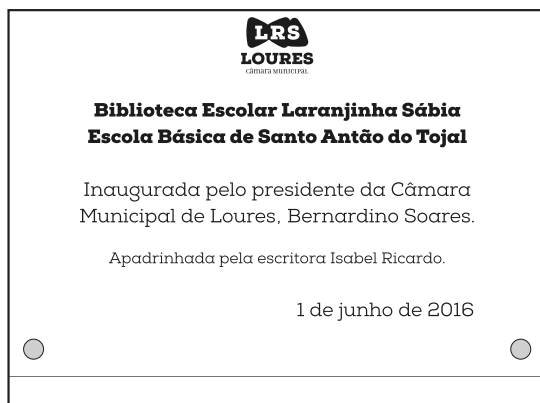 LRS
LOURES
CÂMARA MUNICIPAL
Biblioteca Escolar Laranjinha Sábia
Escola Básica de Santo Antão do Tojal
Inaugurada pelo presidente da Câmara
Municipal de Loures, Bernardino Soares.
Apadrinhada pela escritora Isabel Ricardo.
1 de junho de 2016